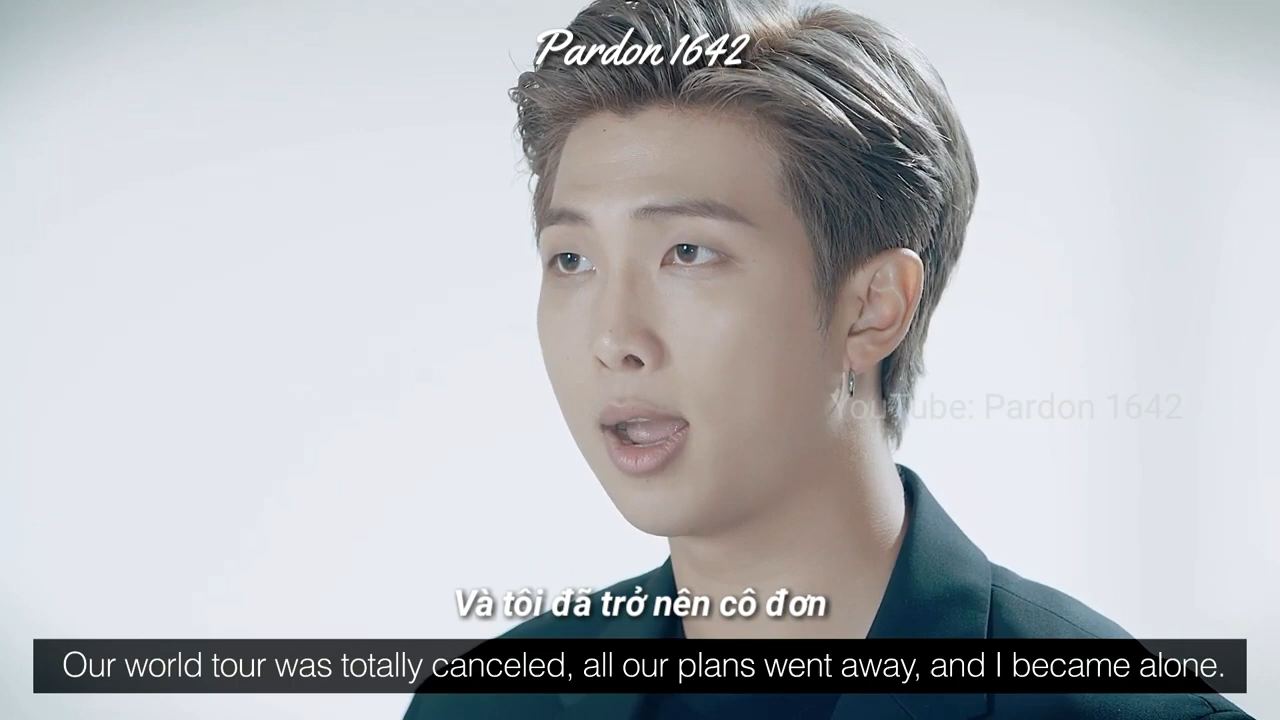 Pardon 1642
YouTube: Pardon 1642
Và tôi đã trở nên cô đơn
Our world tour was totally canceled, all our plans went away, and I became alone.